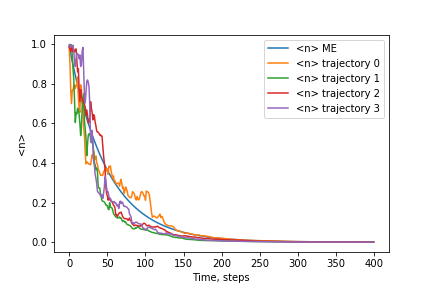 <n> ME
<n> trajectory 0
<n> trajectory 1
<n> trajectory 2
<n> trajectory 3
<n>
1.0
0.8
0.6
0.4
0.2
0.0
0 50 100 150 200 250 300 350 400
Time, steps